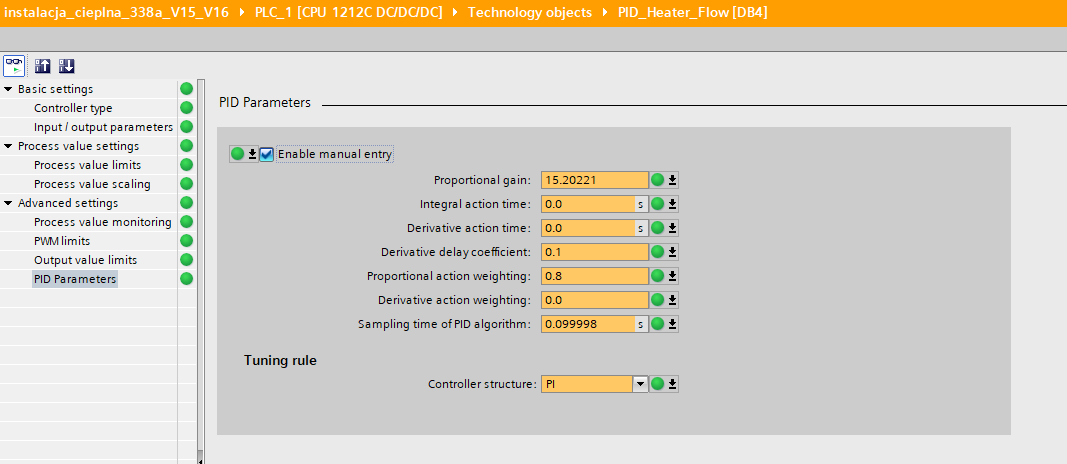 instalacja_cieplna_338a_V15_V16 PLC_1 [CPU 1212C DC/DC/DC] Technology objects PID_Heater_Flow [DB4]
Basic settings
Controller type
Input / output parameters
Process value settings
Process value limits
Process value scaling
Advanced settings
Process value monitoring
PWM limits
Output value limits
PID Parameters
PID Parameters
Enable manual entry
Proportional gain: 15.20221
Integral action time: 0.0 s
Derivative action time: 0.0 s
Derivative delay coefficient: 0.1
Proportional action weighting: 0.8
Derivative action weighting: 0.0
Sampling time of PID algorithm: 0.099998 s
Tuning rule
Controller structure: PI